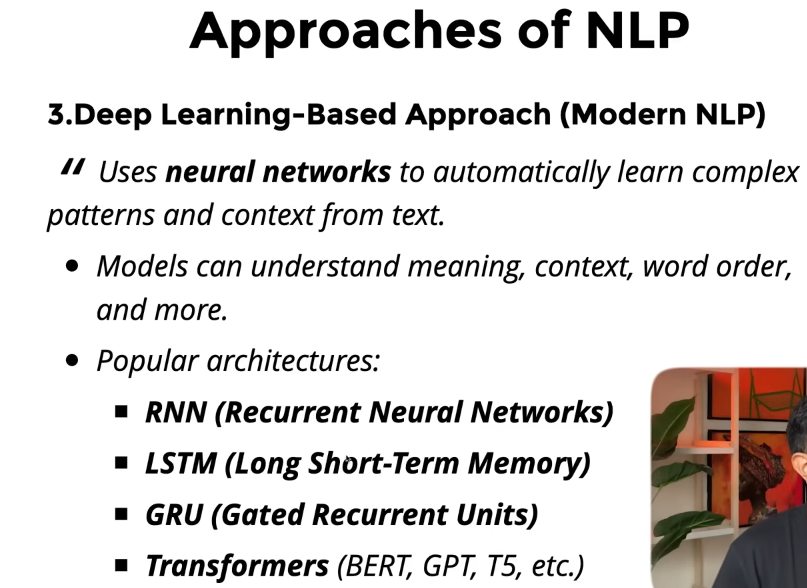 Approaches of NLP
3.Deep Learning-Based Approach (Modern NLP)
“ Uses neural networks to automatically learn complex
patterns and context from text.
• Models can understand meaning, context, word order,
and more.
• Popular architectures:
▪ RNN (Recurrent Neural Networks)
▪ LSTM (Long Short-Term Memory)
▪ GRU (Gated Recurrent Units)
▪ Transformers (BERT, GPT, T5, etc.)